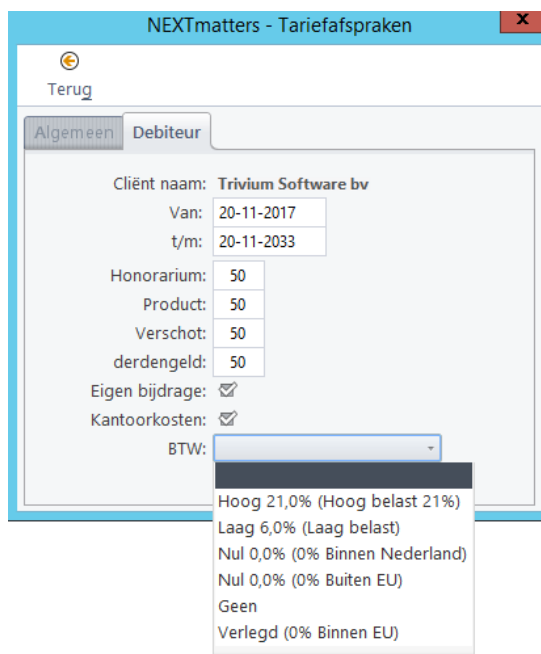 NEXTmatters - Tariefafspraken
x
Terug
Algemeen Debiteur
Cliënt naam: Trivium Software bv
Van: 20-11-2017
t/m: 20-11-2033
Honorarium: 50
Product: 50
Verschot: 50
derdengeld: 50
Eigen bijdrage:
Kantoorkosten:
BTW:
Hoog 21,0% (Hoog belast 21%)
Laag 6,0% (Laag belast)
Nul 0,0% (0% Binnen Nederland)
Nul 0,0% (0% Buiten EU)
Geen
Verlegd (0% Binnen EU)